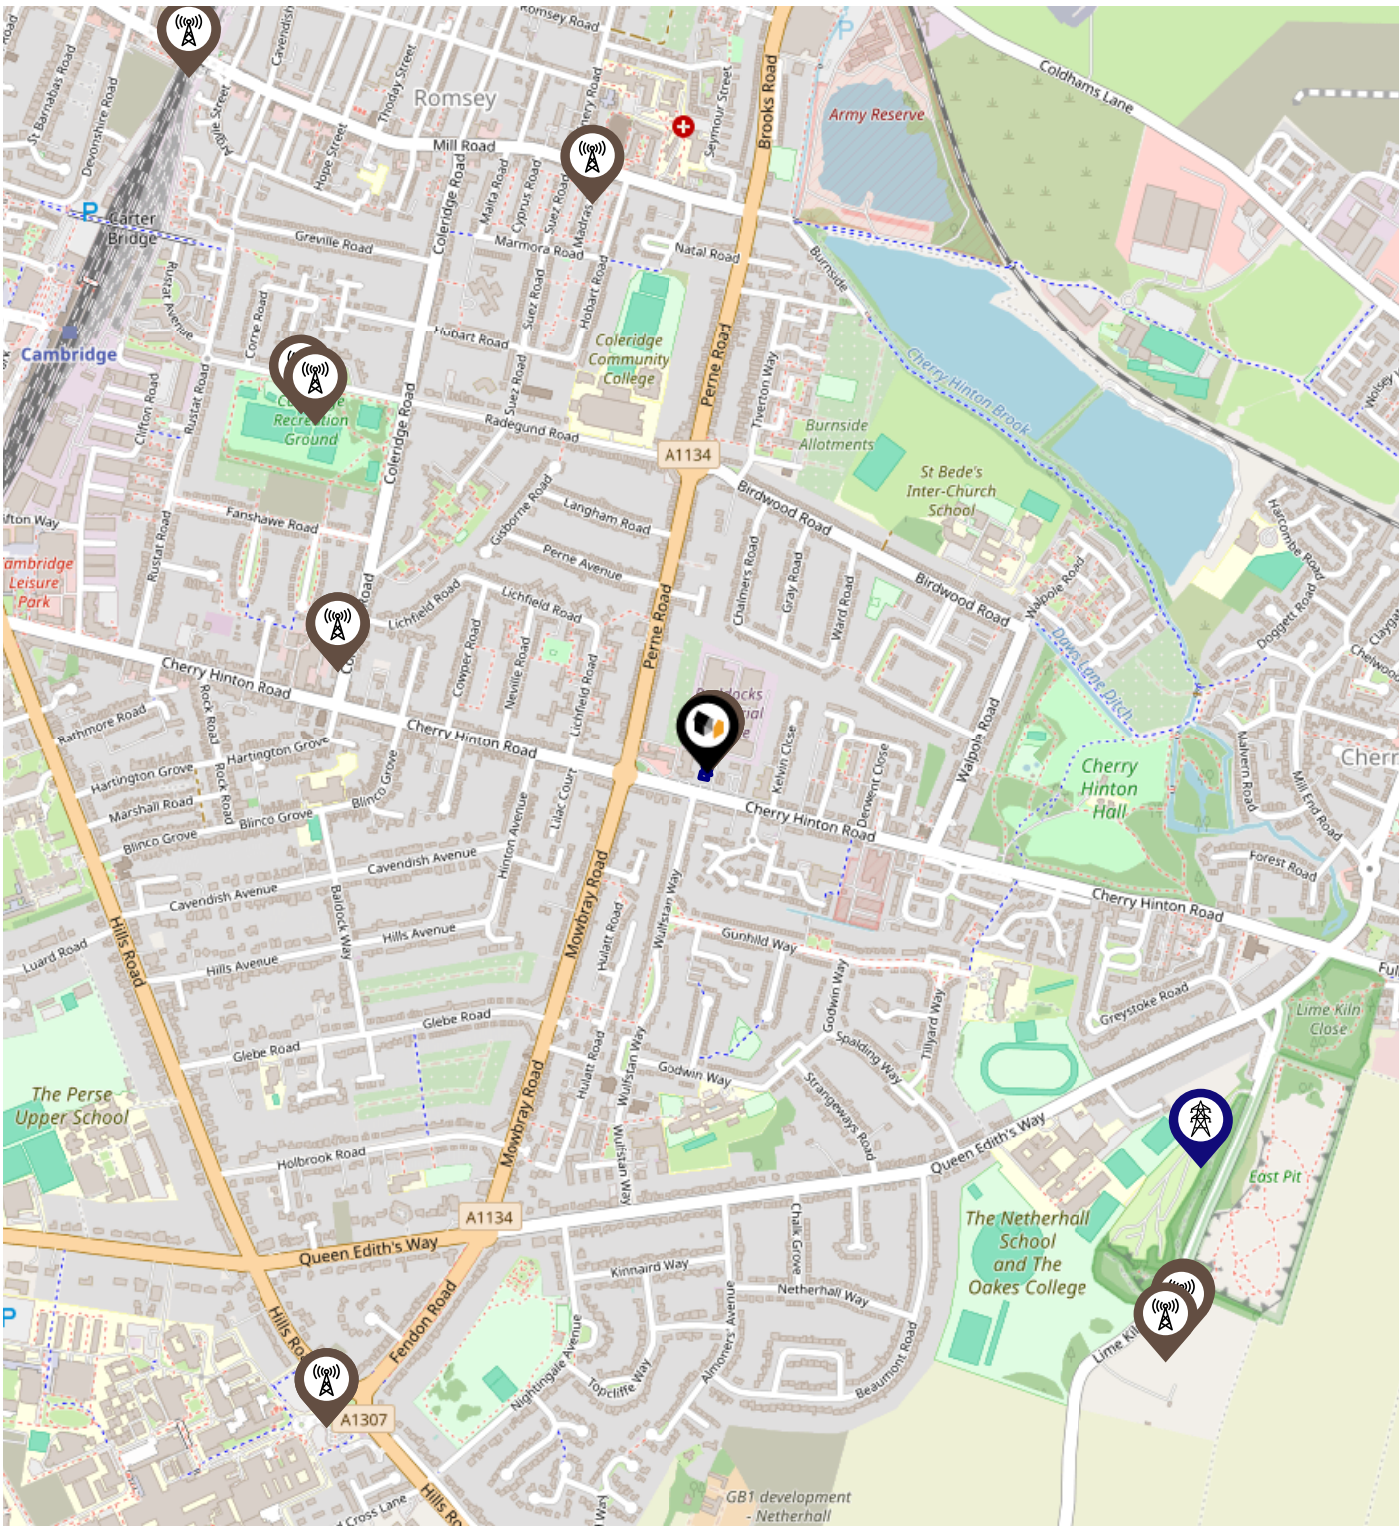 Romsey Road
Cavendish
St Barnabas Road
Devonshire Road
Argyle Street
Hope Street
Thoday Street
Romsey
Mill Road
Seymour Street
Brooks Road
P
Army Reserve
Coldhams Lane
P
Carter
Bridge
Greville Road
Coleridge Road
Malta Road
Cyprus Road
Suez Road
Madras
Marmora Road
Natal Road
Burnside
Rustat Avenue
Corrie Road
Cambridge
Hobart Road
Suez Road
Hobart Road
Coleridge
Community
College
Perne Road
Tiverton Road
Cherry Hinton Brook
Clifton Road
Rustat Road
Recreation
Ground
Coleridge Road
Radegund Road
Suez Road
A1134
Burnside
Allotments
St Bede's
Inter-Church
School
Birdwood Road
Fanshawe Road
Gisborne Road
Langham Road
Perne Avenue
Rustat Road
Leisure
Park
Lichfield Road
Lichfield Road
Cowper Road
Neville Road
Lichfield Road
Perne Road
Chalmers Road
Gray Road
Ward Road
Birdwood Road
Walpole Road
Harcombe Road
Doggett Road
Daws Lane Ditch
Cherry Hinton Road
Rathmore Road
Rock Road
Hartington Grove
Hartington Grove
Marshall Road
Rock Road
Blinco Grove
Blinco Grove
Blinco Grove
Cherry Hinton Road
Lilac Court
Hinton Avenue
Kelvin Close
Derwent Close
Cherry Hinton Road
Walpole Road
Cherry
Hinton
Hall
Malvern Road
Mill End Road
Forest Road
Cherry Hinton Road
Cavendish Avenue
Cavendish Avenue
Baldock Way
Hills Avenue
Hills Avenue
Luard Road
Hills Road
Mowbray Road
Hulatt Road
Wulfstan Way
Gunhild Way
Godwin Way
Tillyard Way
Spalding Way
Greystoke Road
Lime Kiln
Close
Glebe Road
Glebe Road
The Perse
Upper School
Holbrook Road
Mowbray Road
Hulatt Road
Wulfstan Way
Godwin Way
Strangeways Road
Queen Edith's Way
Wulfstan Way
East Pit
A1134
Queen Edith's Way
Chalk Grove
The Netherhall
School
and The
Oakes College
Kinnaird Way
Netherhall Way
P
Fendon Road
Nightingale Avenue
Topcliffe Way
Almoners' Avenue
Beaumont Road
A1307
GB1 development
- Netherhall